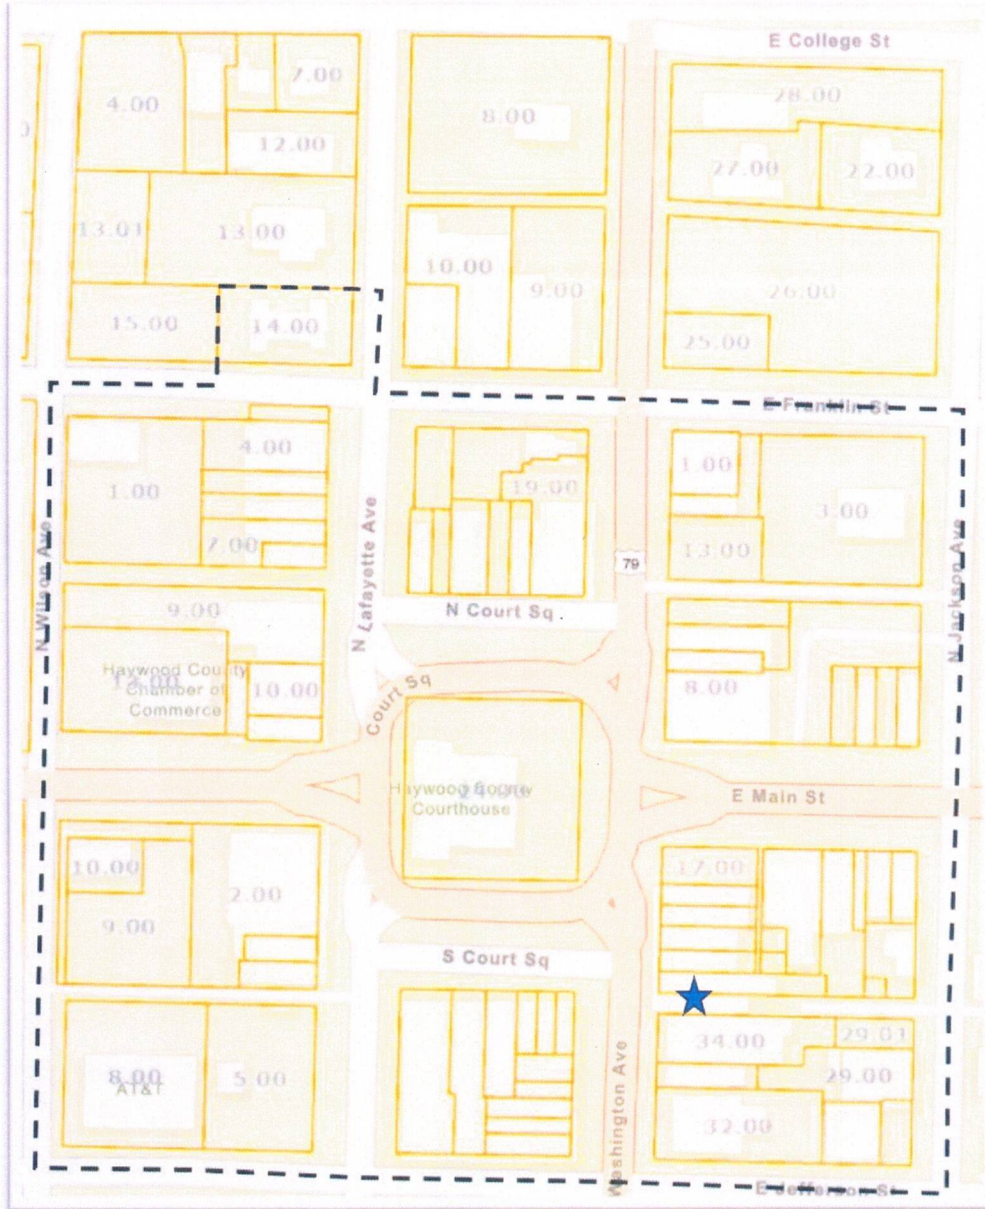 E College St
7.00
4.00
8.00
28.00
12.00
27.00
22.00
13.01
13.00
10.00
9.00
26.00
15.00
14.00
25.00
E Franklin St
4.00
1.00
19.00
1.00
3.00
7.00
13.00
N Wilson Ave
N Lafayette Ave
79
N Jackson Ave
9.00
N Court Sq
Haywood County
Chamber of
Commerce
10.00
8.00
Court Sq
Haywood County
Courthouse
E Main St
10.00
2.00
17.00
9.00
S Court Sq
34.00
29.01
8.00
AT&T
5.00
29.00
Washington Ave
32.00
E Jefferson St